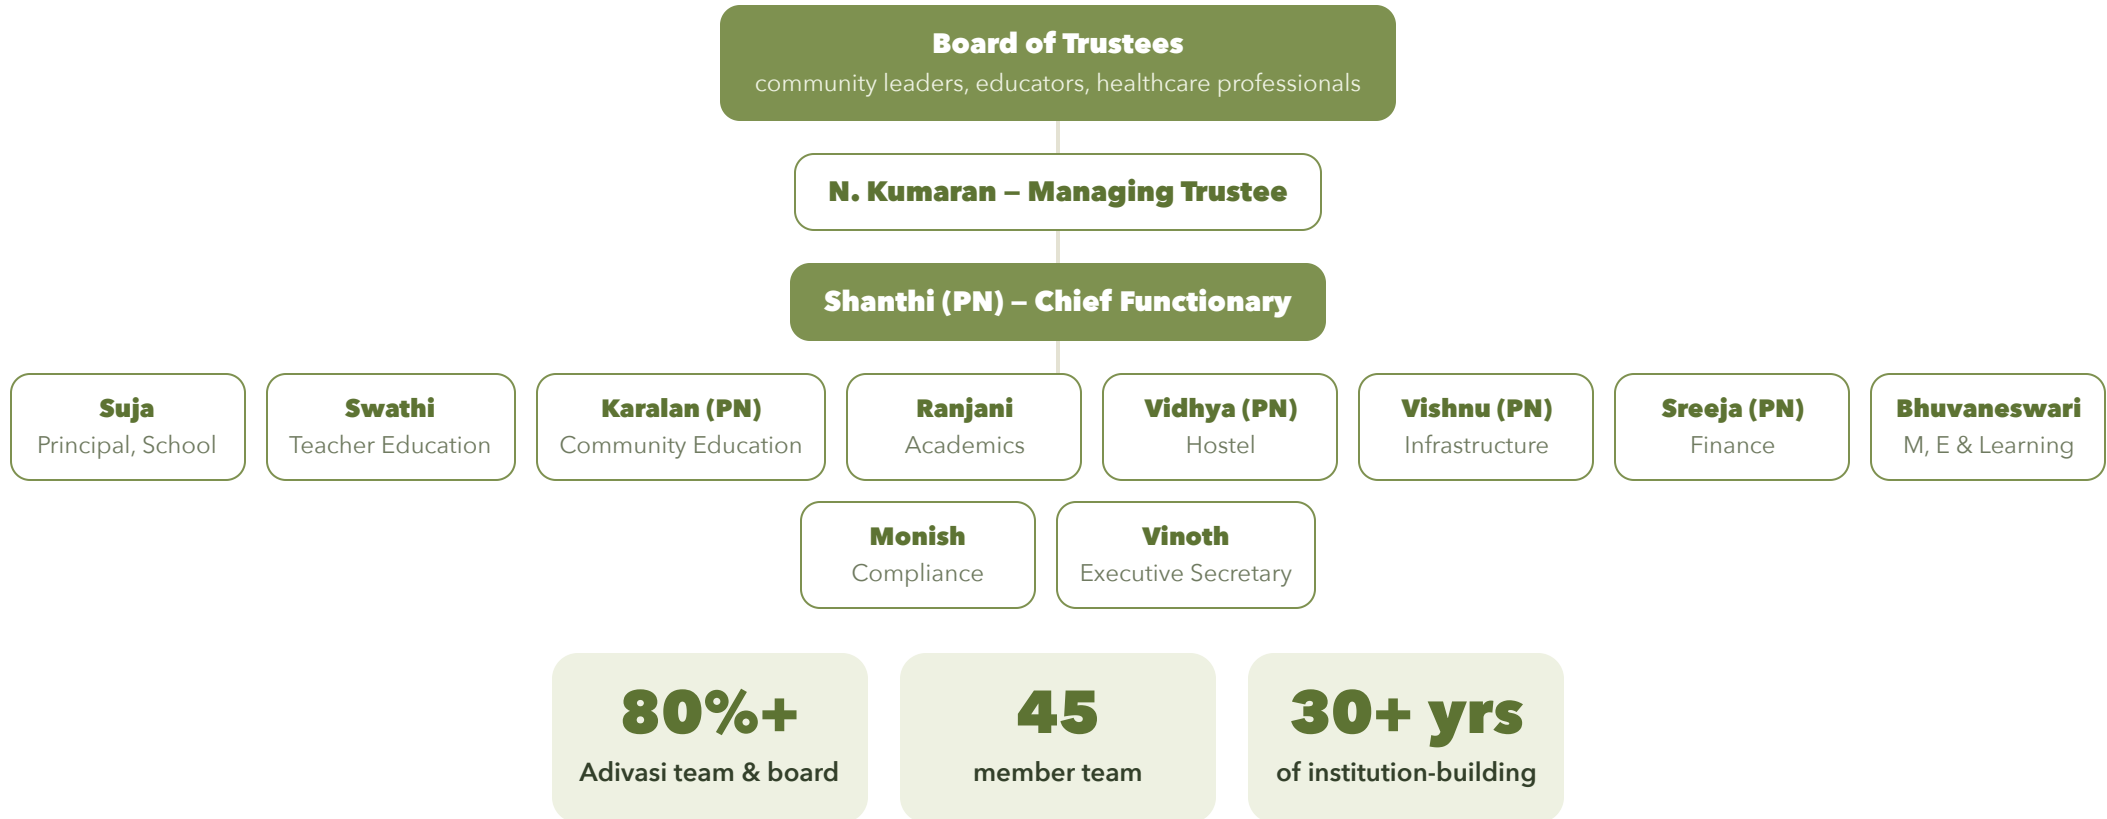 Board of Trustees
community leaders, educators, healthcare professionals
N. Kumaran – Managing Trustee
Shanthi (PN) – Chief Functionary
Suja
Principal, School
Swathi
Teacher Education
Karalan (PN)
Community Education
Ranjani
Academics
Vidhya (PN)
Hostel
Vishnu (PN)
Infrastructure
Sreeja (PN)
Finance
Bhuvaneswari
M, E & Learning
Monish
Compliance
Vinoth
Executive Secretary
80%+
Adivasi team & board
45
member team
30+ yrs
of institution-building